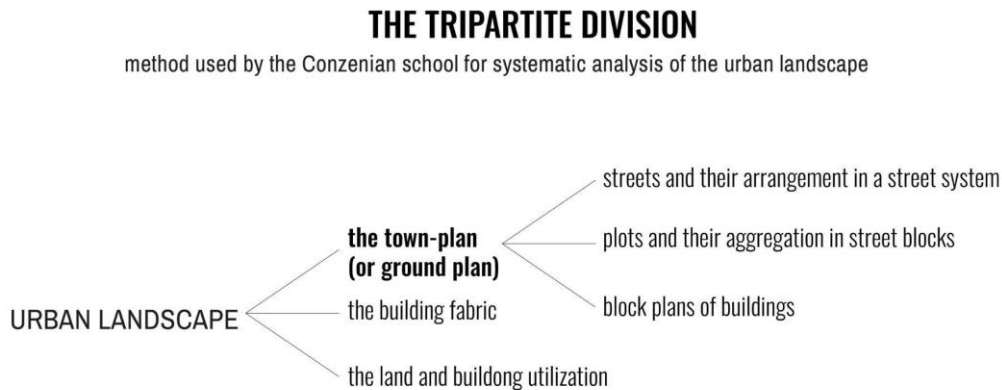 THE TRIPARTITE DIVISION
method used by the Conzenian school for systematic analysis of the urban landscape
URBAN LANDSCAPE
the town-plan
(or ground plan)
the building fabric
the land and buildong utilization
streets and their arrangement in a street system
plots and their aggregation in street blocks
block plans of buildings